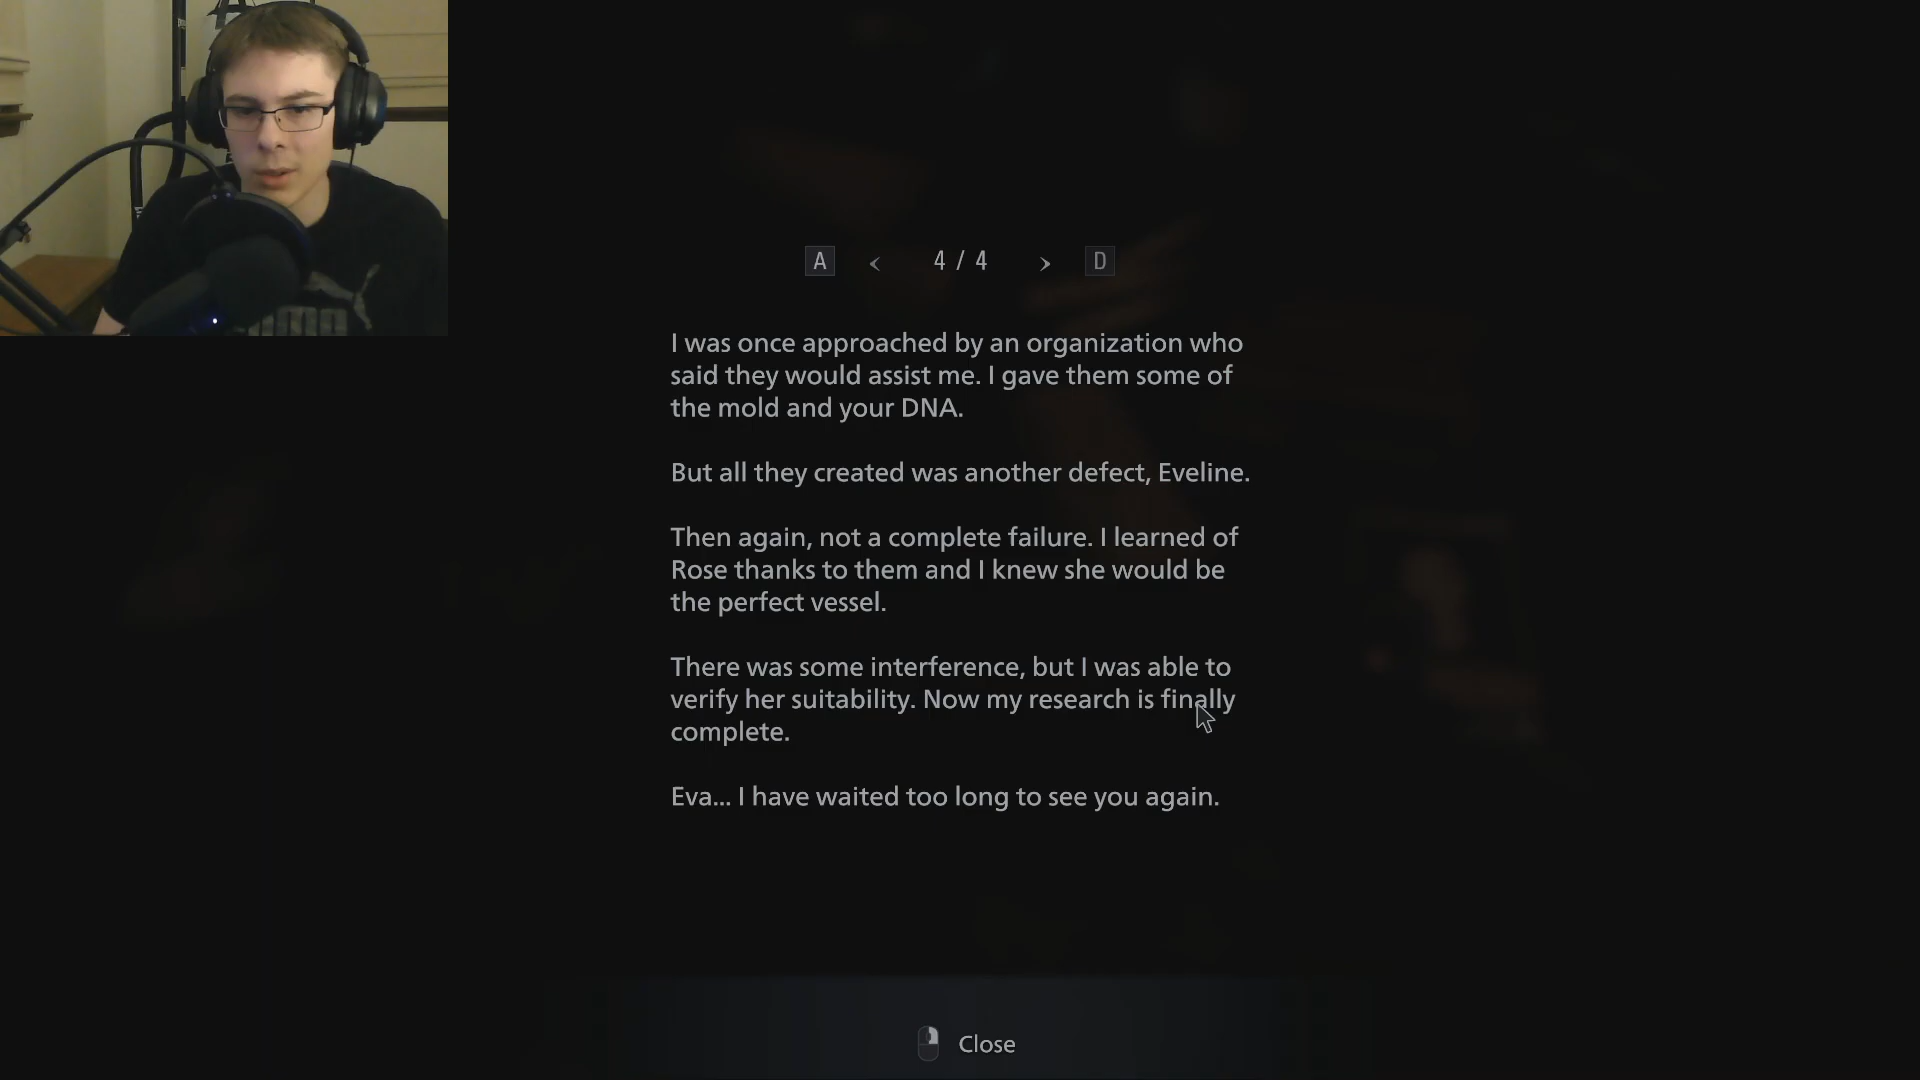 A < 4 / 4 > D
I was once approached by an organization who
said they would assist me. I gave them some of
the mold and your DNA.
But all they created was another defect, Eveline.
Then again, not a complete failure. I learned of
Rose thanks to them and I knew she would be
the perfect vessel.
There was some interference, but I was able to
verify her suitability. Now my research is finally
complete.
Eva... I have waited too long to see you again.
Close